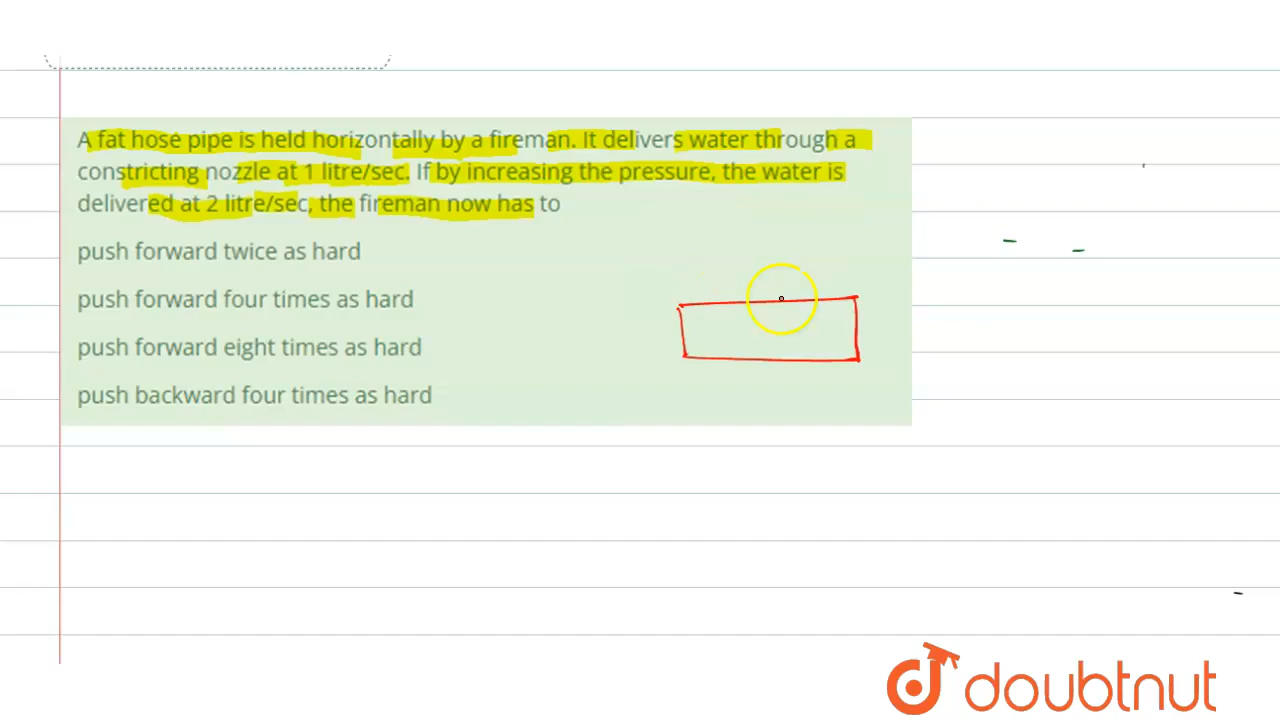 A fat hose pipe is held horizontally by a fireman. It delivers water through a
constricting nozzle at 1 litre/sec. If by increasing the pressure, the water is
delivered at 2 litre/sec, the fireman now has to
push forward twice as hard
push forward four times as hard
push forward eight times as hard
push backward four times as hard
doubtnut